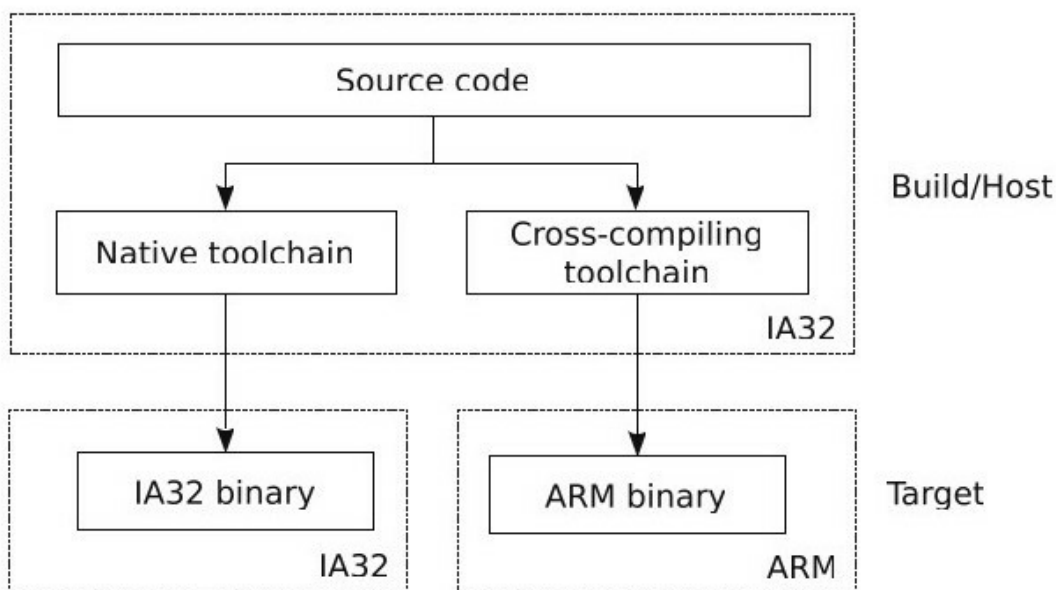 Source code
Build/Host
Native toolchain
Cross-compiling
toolchain
IA32
IA32 binary
ARM binary
Target
IA32
ARM